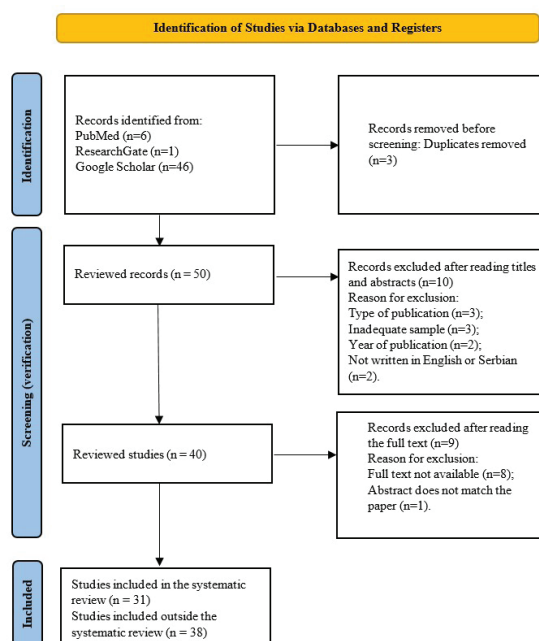 Identification of Studies via Databases and Registers
Identification
Records identified from:
PubMed (n=6)
ResearchGate (n=1)
Google Scholar (n=46)
Records removed before
screening: Duplicates removed
(n=3)
Screening (verification)
Reviewed records (n = 50)
Records excluded after reading titles
and abstracts (n=10)
Reason for exclusion:
Type of publication (n=3);
Inadequate sample (n=3);
Year of publication (n=2);
Not written in English or Serbian
(n=2).
Reviewed studies (n = 40)
Records excluded after reading
the full text (n=9)
Reason for exclusion:
Full text not available (n=8);
Abstract does not match the
paper (n=1).
Included
Studies included in the systematic
review (n = 31)
Studies included outside the
systematic review (n = 38)